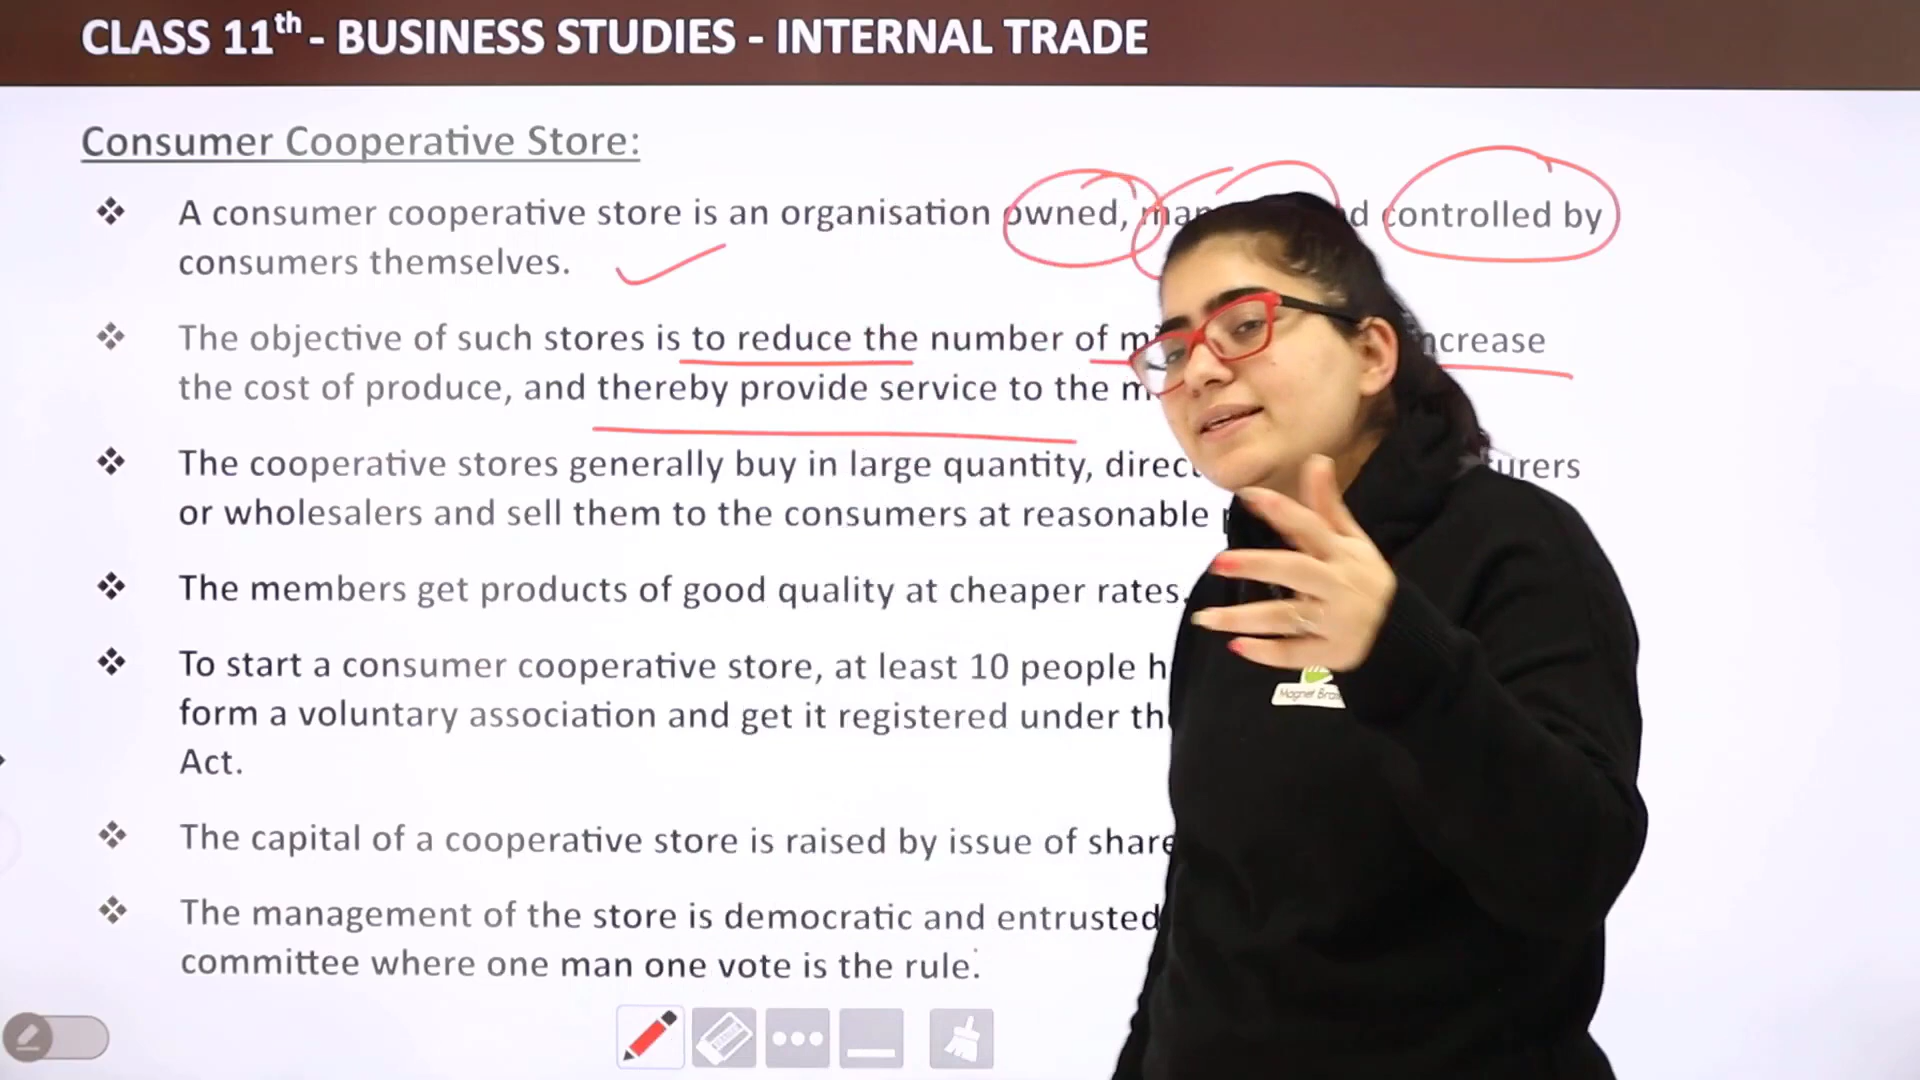 CLASS 11th - BUSINESS STUDIES - INTERNAL TRADE
Consumer Cooperative Store:
❖ A consumer cooperative store is an organisation owned, controlled by
consumers themselves.
❖ The objective of such stores is to reduce the number of increase
the cost of produce, and thereby provide service to the
❖ The cooperative stores generally buy in large quantity,
or wholesalers and sell them to the consumers at reasonable
❖ The members get products of good quality at cheaper rates.
❖ To start a consumer cooperative store, at least 10 people
form a voluntary association and get it registered under
Act.
❖ The capital of a cooperative store is raised by issue of
❖ The management of the store is democratic and entrusted
committee where one man one vote is the rule.
Magnet